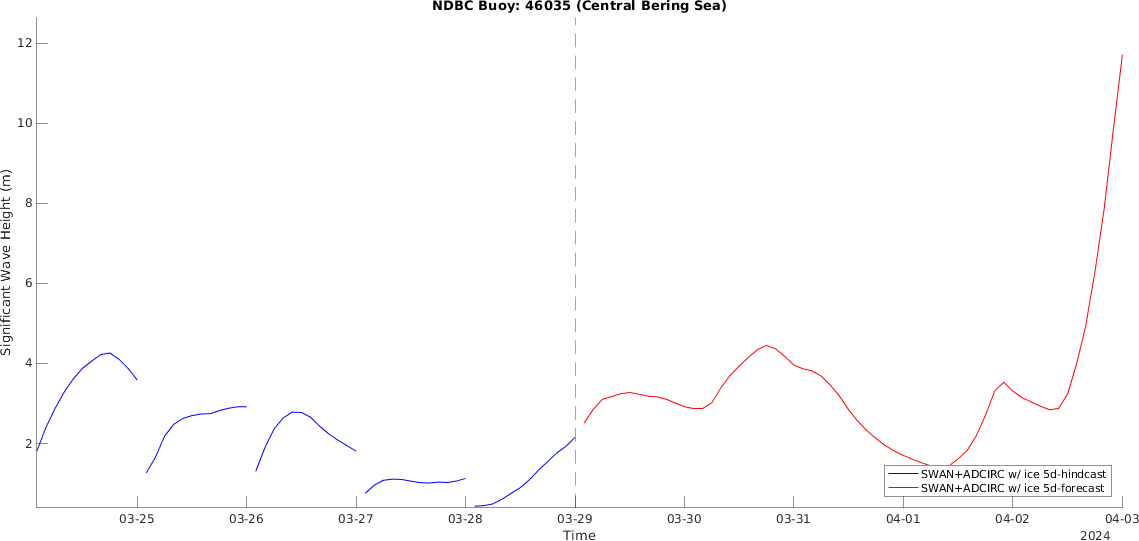 NDBC Buoy: 46035 (Central Bering Sea)
Significant Wave Height (m)
12
10
8
6
4
2
SWAN+ADCIRC w/ ice 5d-hindcast
SWAN+ADCIRC w/ ice 5d-forecast
03-25 03-26 03-27 03-28 03-29 03-30 03-31 04-01 04-02 04-03
Time
2024